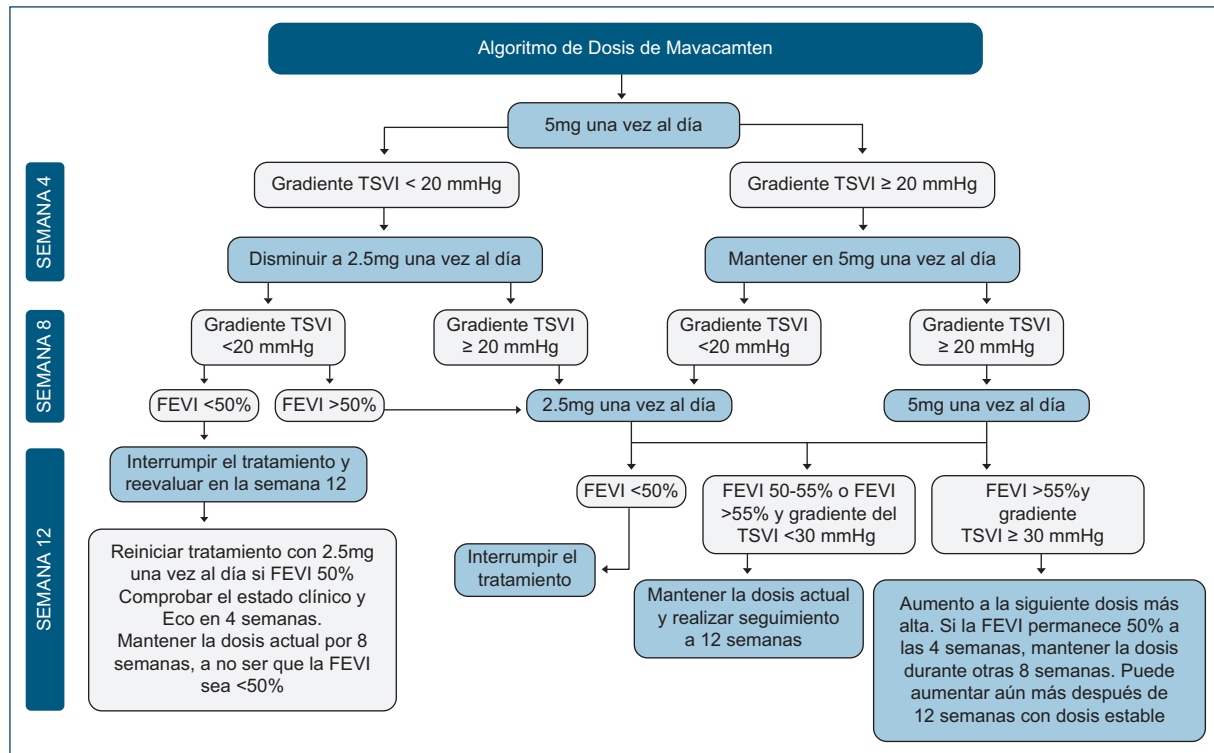 Algoritmo de Dosis de Mavacamten
5mg una vez al día
SEMANA 4
Gradiente TSVI < 20 mmHg
Gradiente TSVI ≥ 20 mmHg
Disminuir a 2.5mg una vez al día
Mantener en 5mg una vez al día
SEMANA 8
Gradiente TSVI
<20 mmHg
Gradiente TSVI
≥ 20 mmHg
Gradiente TSVI
<20 mmHg
Gradiente TSVI
≥ 20 mmHg
FEVI <50%
FEVI >50%
2.5mg una vez al día
5mg una vez al día
SEMANA 12
Interrumpir el tratamiento y
reevaluar en la semana 12
Reiniciar tratamiento con 2.5mg
una vez al día si FEVI 50%
Comprobar el estado clínico y
Eco en 4 semanas.
Mantener la dosis actual por 8
semanas, a no ser que la FEVI
sea <50%
FEVI <50%
Interrumpir el
tratamiento
FEVI 50-55% o FEVI
>55% y gradiente del
TSVI <30 mmHg
Mantener la dosis actual
y realizar seguimiento
a 12 semanas
FEVI >55%y
gradiente
TSVI ≥ 30 mmHg
Aumento a la siguiente dosis más
alta. Si la FEVI permanece 50% a
las 4 semanas, mantener la dosis
durante otras 8 semanas. Puede
aumentar aún más después de
12 semanas con dosis estable